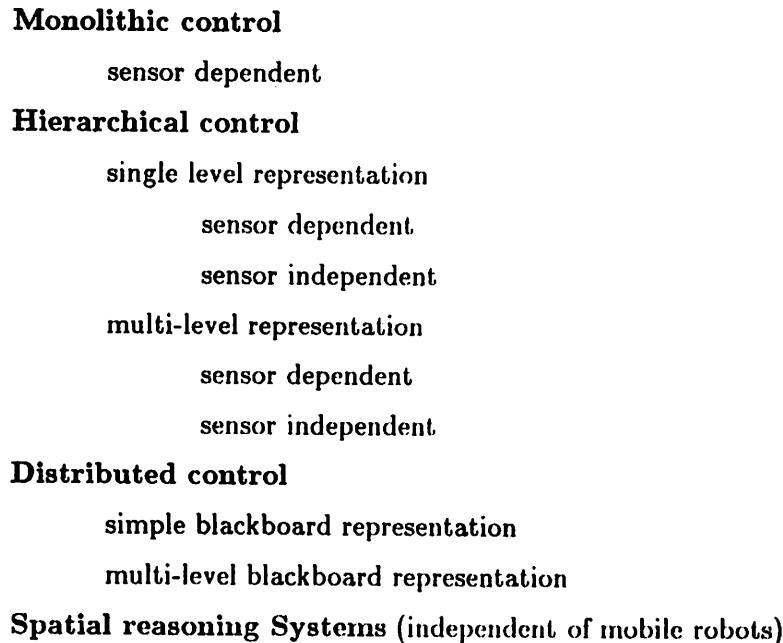 Monolithic control
sensor dependent
Hierarchical control
single level representation
sensor dependent
sensor independent
multi-level representation
sensor dependent
sensor independent
Distributed control
simple blackboard representation
multi-level blackboard representation
Spatial reasoning Systems (independent of mobile robots)